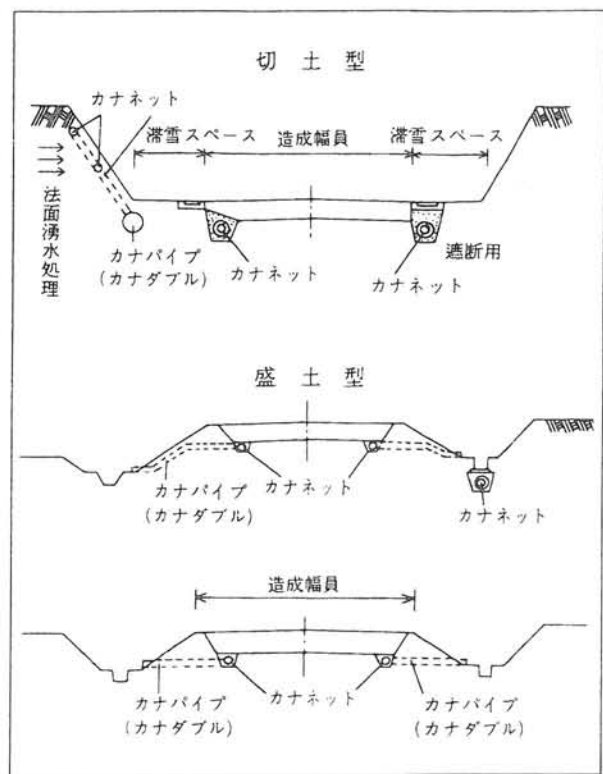 切土型
カナネット
滞雪スペース 造成幅員 滞雪スペース
法面湧水処理
カナパイプ
(カナダブル)
カナネット
遮断用
カナネット
盛土型
カナパイプ
(カナダブル)
カナネット
カナネット
造成幅員
カナパイプ
(カナダブル)
カナネット
カナパイプ
(カナダブル)